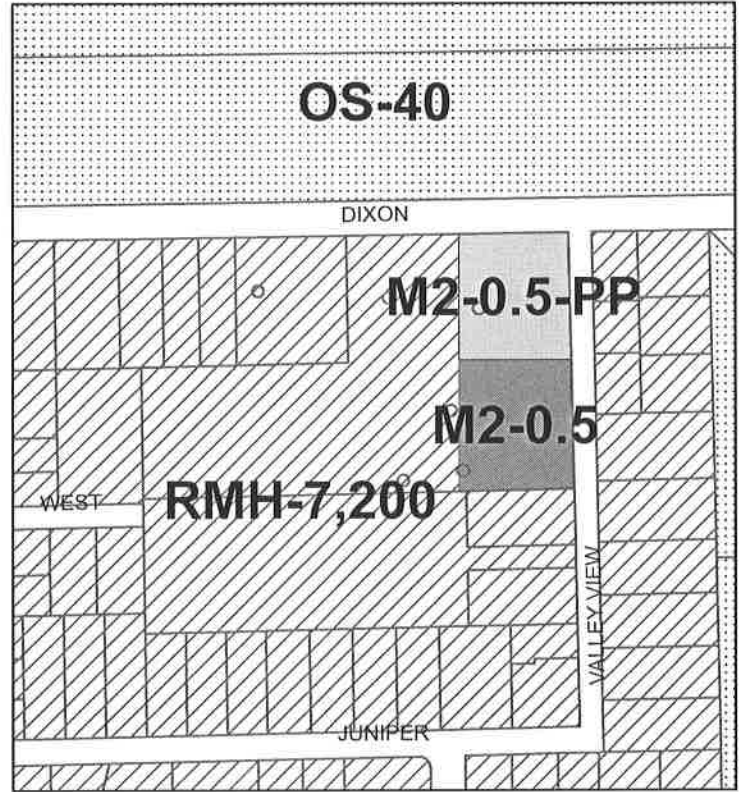 OS-40
DIXON
M2-0.5-PP
M2-0.5
RMH-7,200
WEST
VALLEY VIEW
JUNIPER